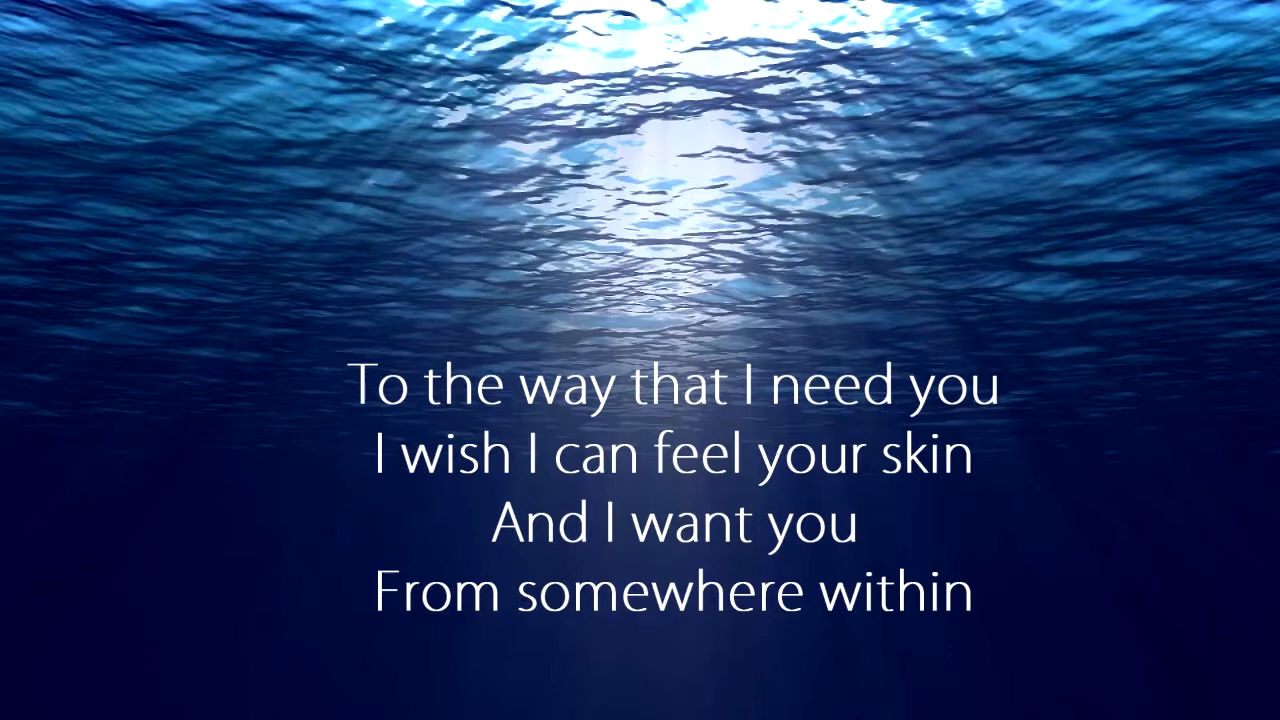 To the way that I need you
I wish I can feel your skin
And I want you
From somewhere within